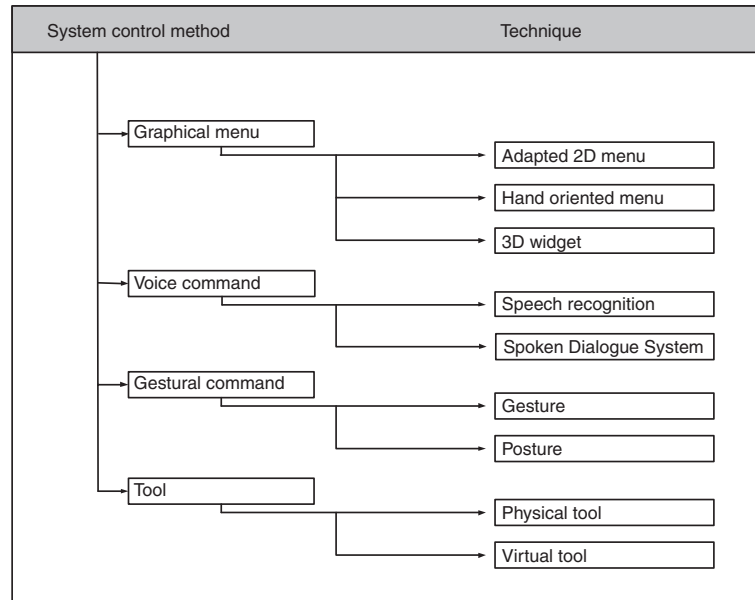 System control method Technique
Graphical menu
Adapted 2D menu
Hand oriented menu
3D widget
Voice command
Speech recognition
Spoken Dialogue System
Gestural command
Gesture
Posture
Tool
Physical tool
Virtual tool